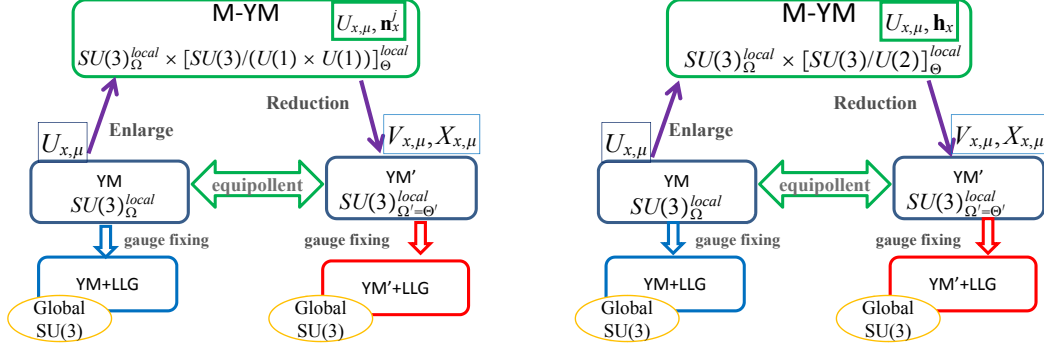 M-YM
U_{x,μ}, n_x^j
SU(3)_Ω^{local} × [SU(3)/(U(1) × U(1))]_Θ^{local}
Enlarge
Reduction
U_{x,μ}
V_{x,μ}, X_{x,μ}
YM
SU(3)_Ω^{local}
equipollent
YM'
SU(3)_{Ω'=Θ'}^{local}
gauge fixing
gauge fixing
YM+LLG
YM'+LLG
Global
SU(3)
Global
SU(3)
M-YM
U_{x,μ}, h_x
SU(3)_Ω^{local} × [SU(3)/U(2)]_Θ^{local}
Enlarge
Reduction
U_{x,μ}
V_{x,μ}, X_{x,μ}
YM
SU(3)_Ω^{local}
equipollent
YM'
SU(3)_{Ω'=Θ'}^{local}
gauge fixing
gauge fixing
YM+LLG
YM'+LLG
Global
SU(3)
Global
SU(3)